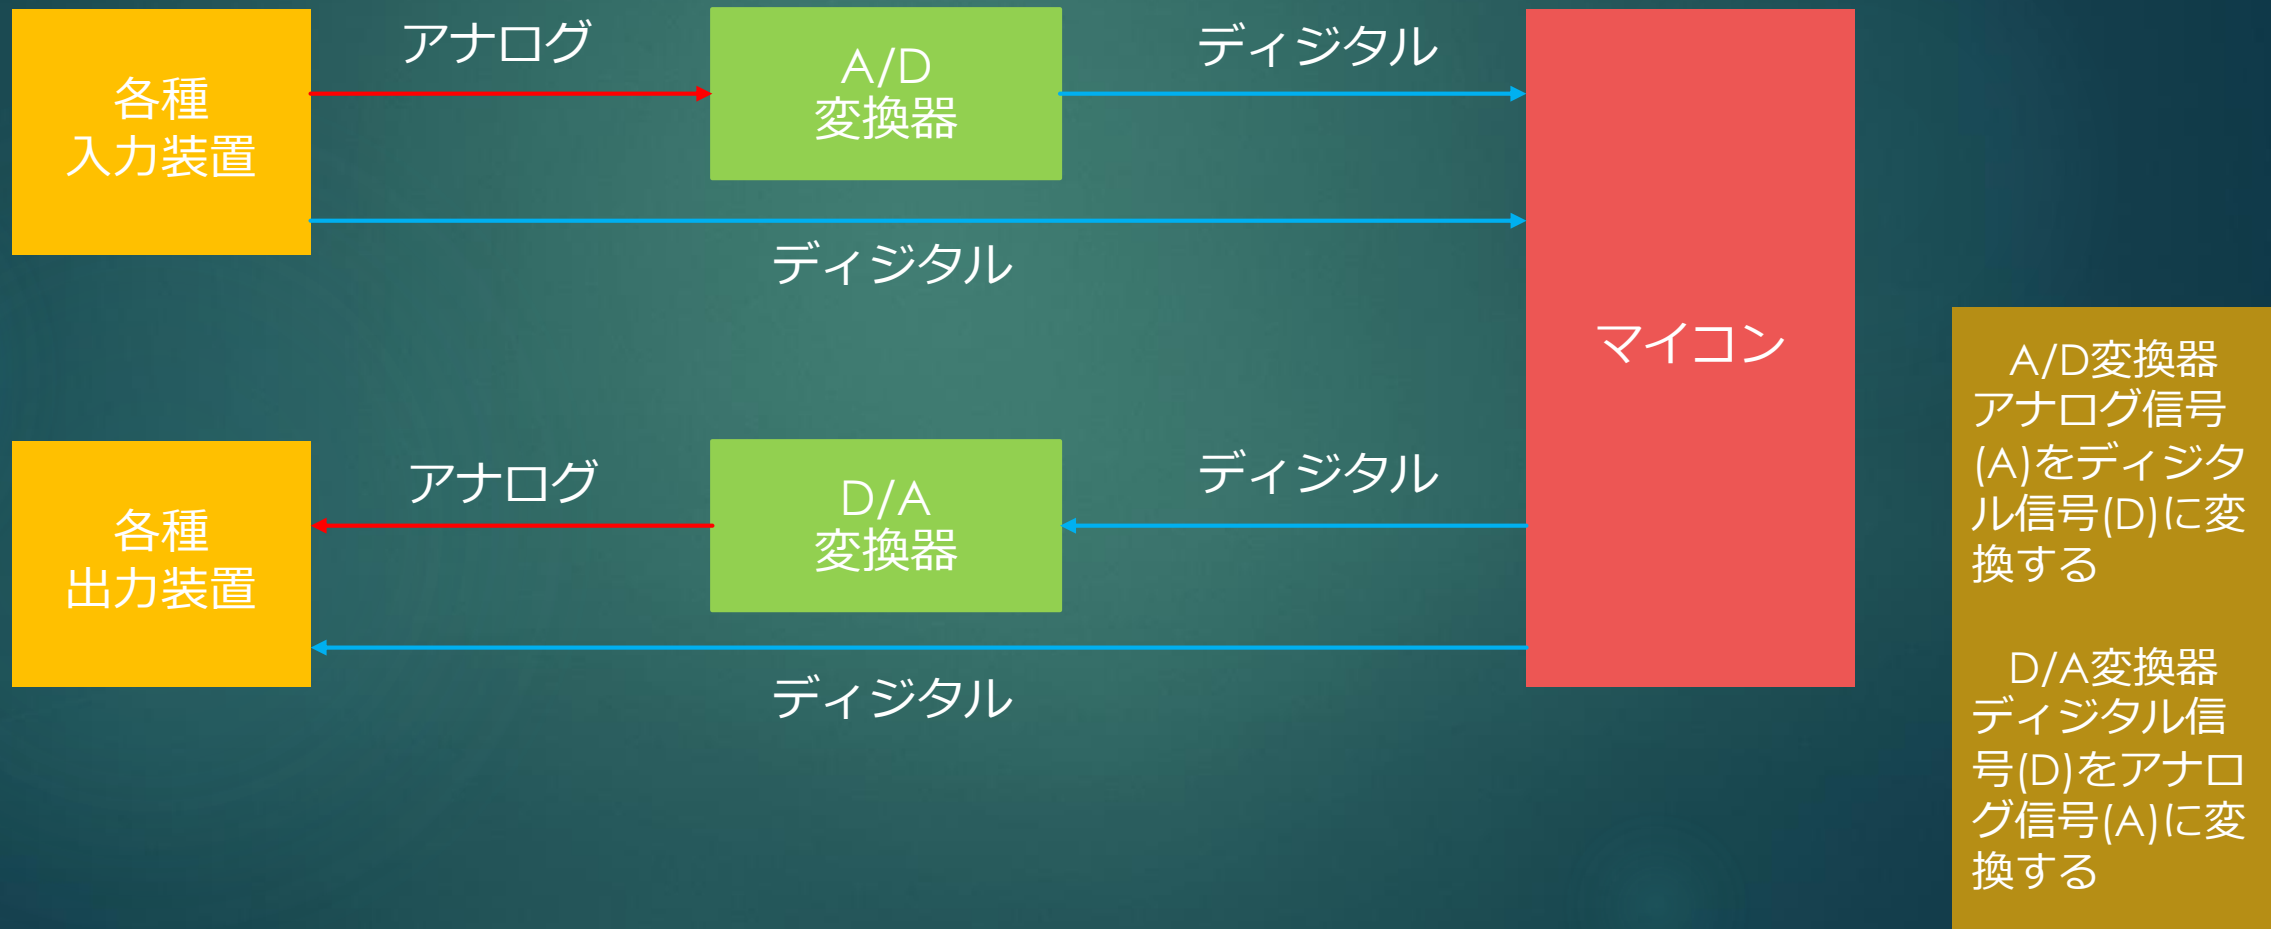 各種
入力装置
アナログ
A/D
変換器
ディジタル
ディジタル
マイコン
各種
出力装置
アナログ
D/A
変換器
ディジタル
ディジタル
A/D変換器
アナログ信号
(A)をディジタ
ル信号(D)に変
換する
D/A変換器
ディジタル信
号(D)をアナロ
グ信号(A)に変
換する